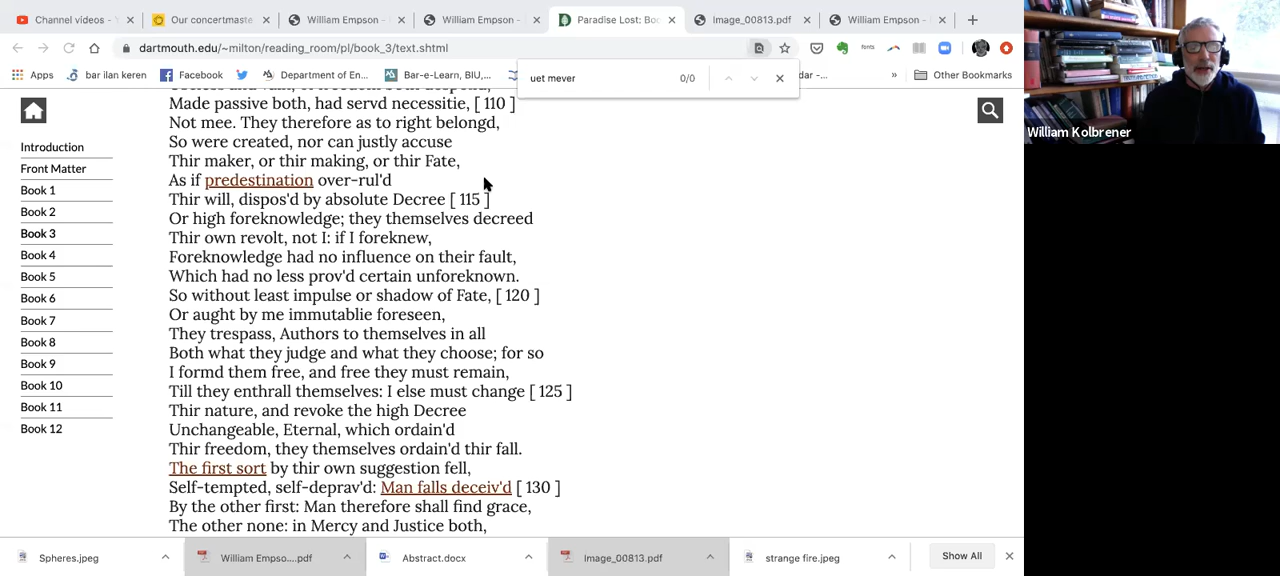 Channel videos - Y
Our concertmaste
William Empson -
William Empson -
Paradise Lost: Boo
Image_00813.pdf
William Empson -
dartmouth.edu/~milton/reading_room/pl/book_3/text.shtml
fonts
Apps
bar ilan keren
Facebook
Department of En...
Bar-e-Learn, BIU,...
dar -...
»
Other Bookmarks
uet mever
0/0
Made passive both, had servd necessitie, [ 110 ]
Not mee. They therefore as to right belongd,
So were created, nor can justly accuse
Thir maker, or thir making, or thir Fate,
As if predestination over-rul'd
Thir will, dispos'd by absolute Decree [ 115 ]
Or high foreknowledge; they themselves decreed
Thir own revolt, not I: if I foreknew,
Foreknowledge had no influence on their fault,
Which had no less prov'd certain unforeknown.
So without least impulse or shadow of Fate, [ 120 ]
Or aught by me immutablie foreseen,
They trespass, Authors to themselves in all
Both what they judge and what they choose; for so
I formd them free, and free they must remain,
Till they enthrall themselves: I else must change [ 125 ]
Thir nature, and revoke the high Decree
Unchangeable, Eternal, which ordain'd
Thir freedom, they themselves ordain'd thir fall.
The first sort by thir own suggestion fell,
Self-tempted, self-deprav'd: Man falls deceiv'd [ 130 ]
By the other first: Man therefore shall find grace,
The other none: in Mercy and Justice both,
Introduction
Front Matter
Book 1
Book 2
Book 3
Book 4
Book 5
Book 6
Book 7
Book 8
Book 9
Book 10
Book 11
Book 12
William Kolbrener
Spheres.jpeg
William Empso....pdf
Abstract.docx
Image_00813.pdf
strange fire.jpeg
Show All